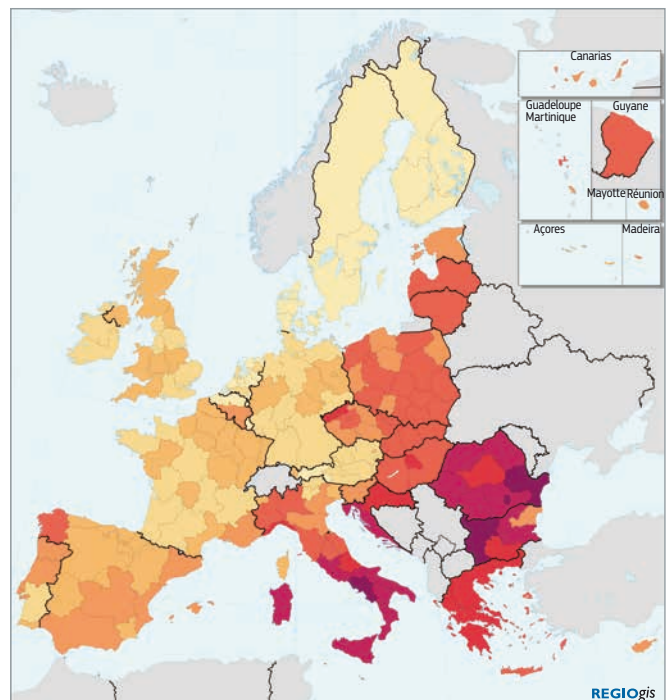 Canarias
Guadeloupe
Martinique
Guyane
Mayotte
Réunion
Açores
Madeira
REGIOgis